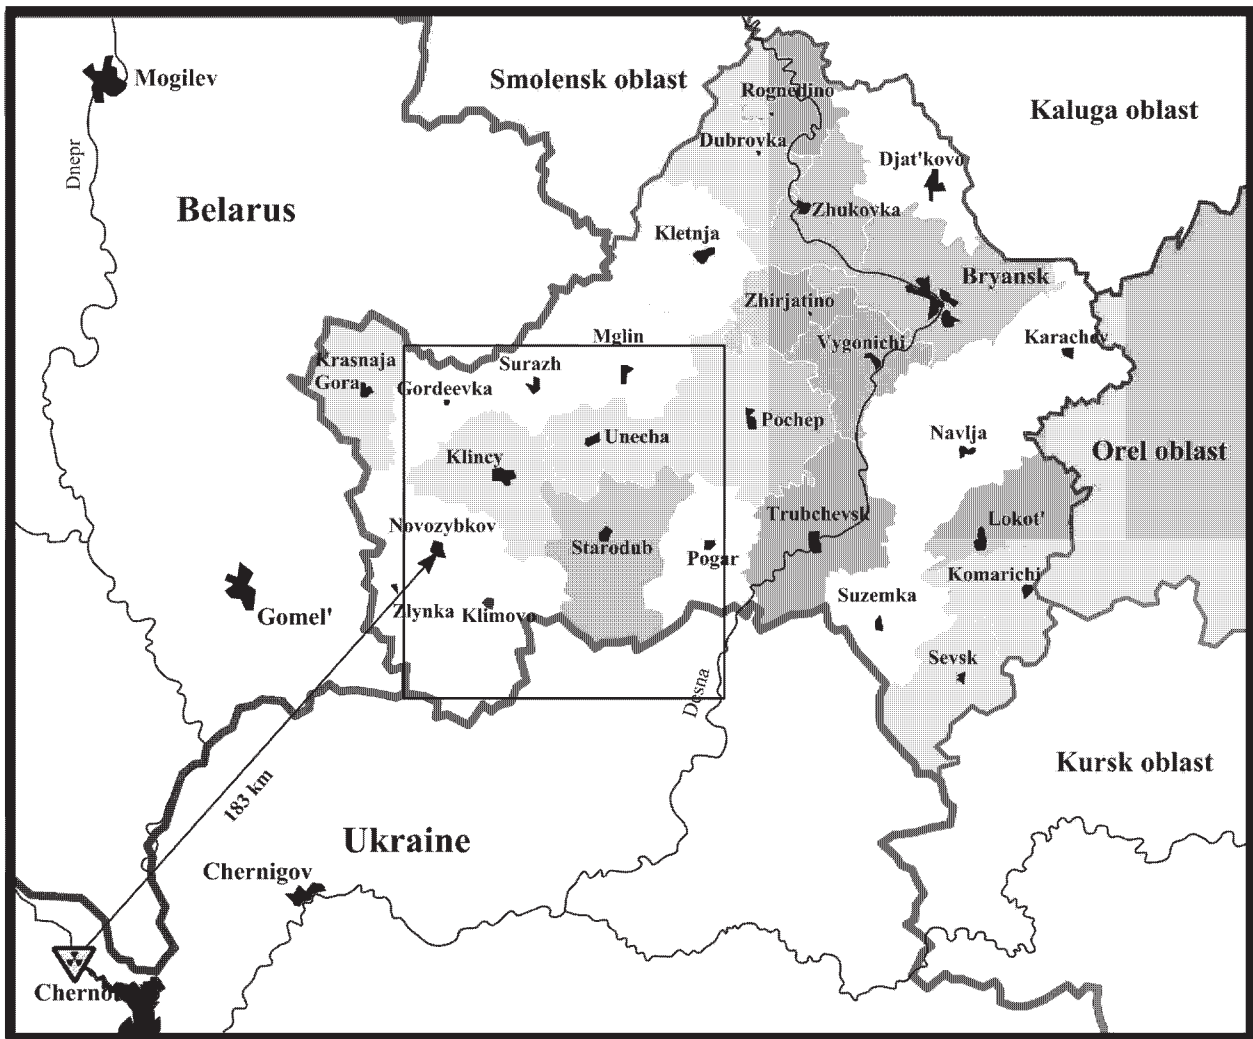 Mogilev
Smolensk oblast
Kaluga oblast
Rognedino
Dubrovka
Djat'kovo
Dnepr
Belarus
Zhukovka
Kletnja
Bryansk
Zhirjatino
Mglin
Vygonichi
Karachev
Krasnaja
Gora
Surazh
Gordeevka
Pochep
Unecha
Navlja
Orel oblast
Klincy
Novozybkov
Trubchevsk
Lokot'
Starodub
Pogar
Komarichi
Suzemka
Gomel'
Zlynka
Klimovo
Sevsk
Desna
Kursk oblast
183 km
Ukraine
Chernigov